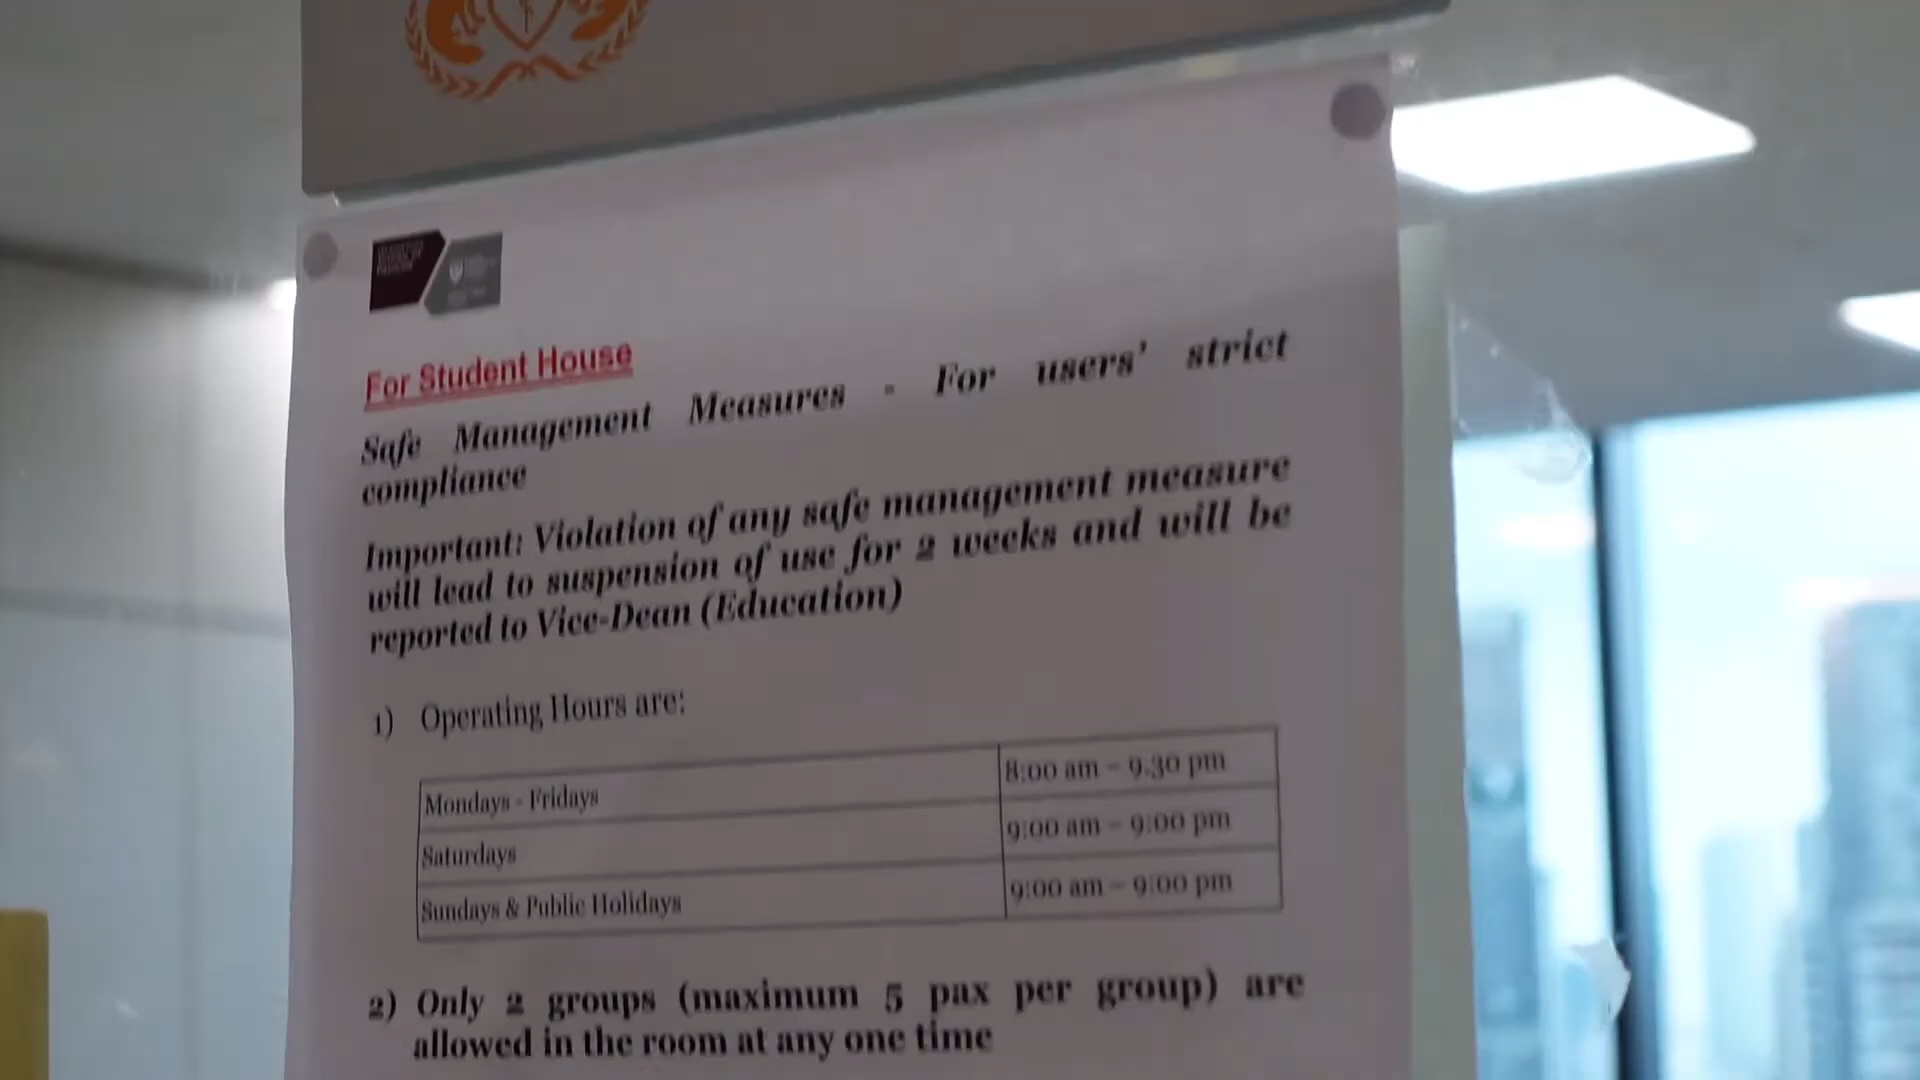 For Student House
Safe Management Measures - For users' strict
compliance
Important: Violation of any safe management measure
will lead to suspension of use for 2 weeks and will be
reported to Vice-Dean (Education)
1) Operating Hours are:
Mondays - Fridays 8:00 am – 9.30 pm
Saturdays 9:00 am – 9:00 pm
Sundays & Public Holidays 9:00 am – 9:00 pm
2) Only 2 groups (maximum 5 pax per group) are
allowed in the room at any one time